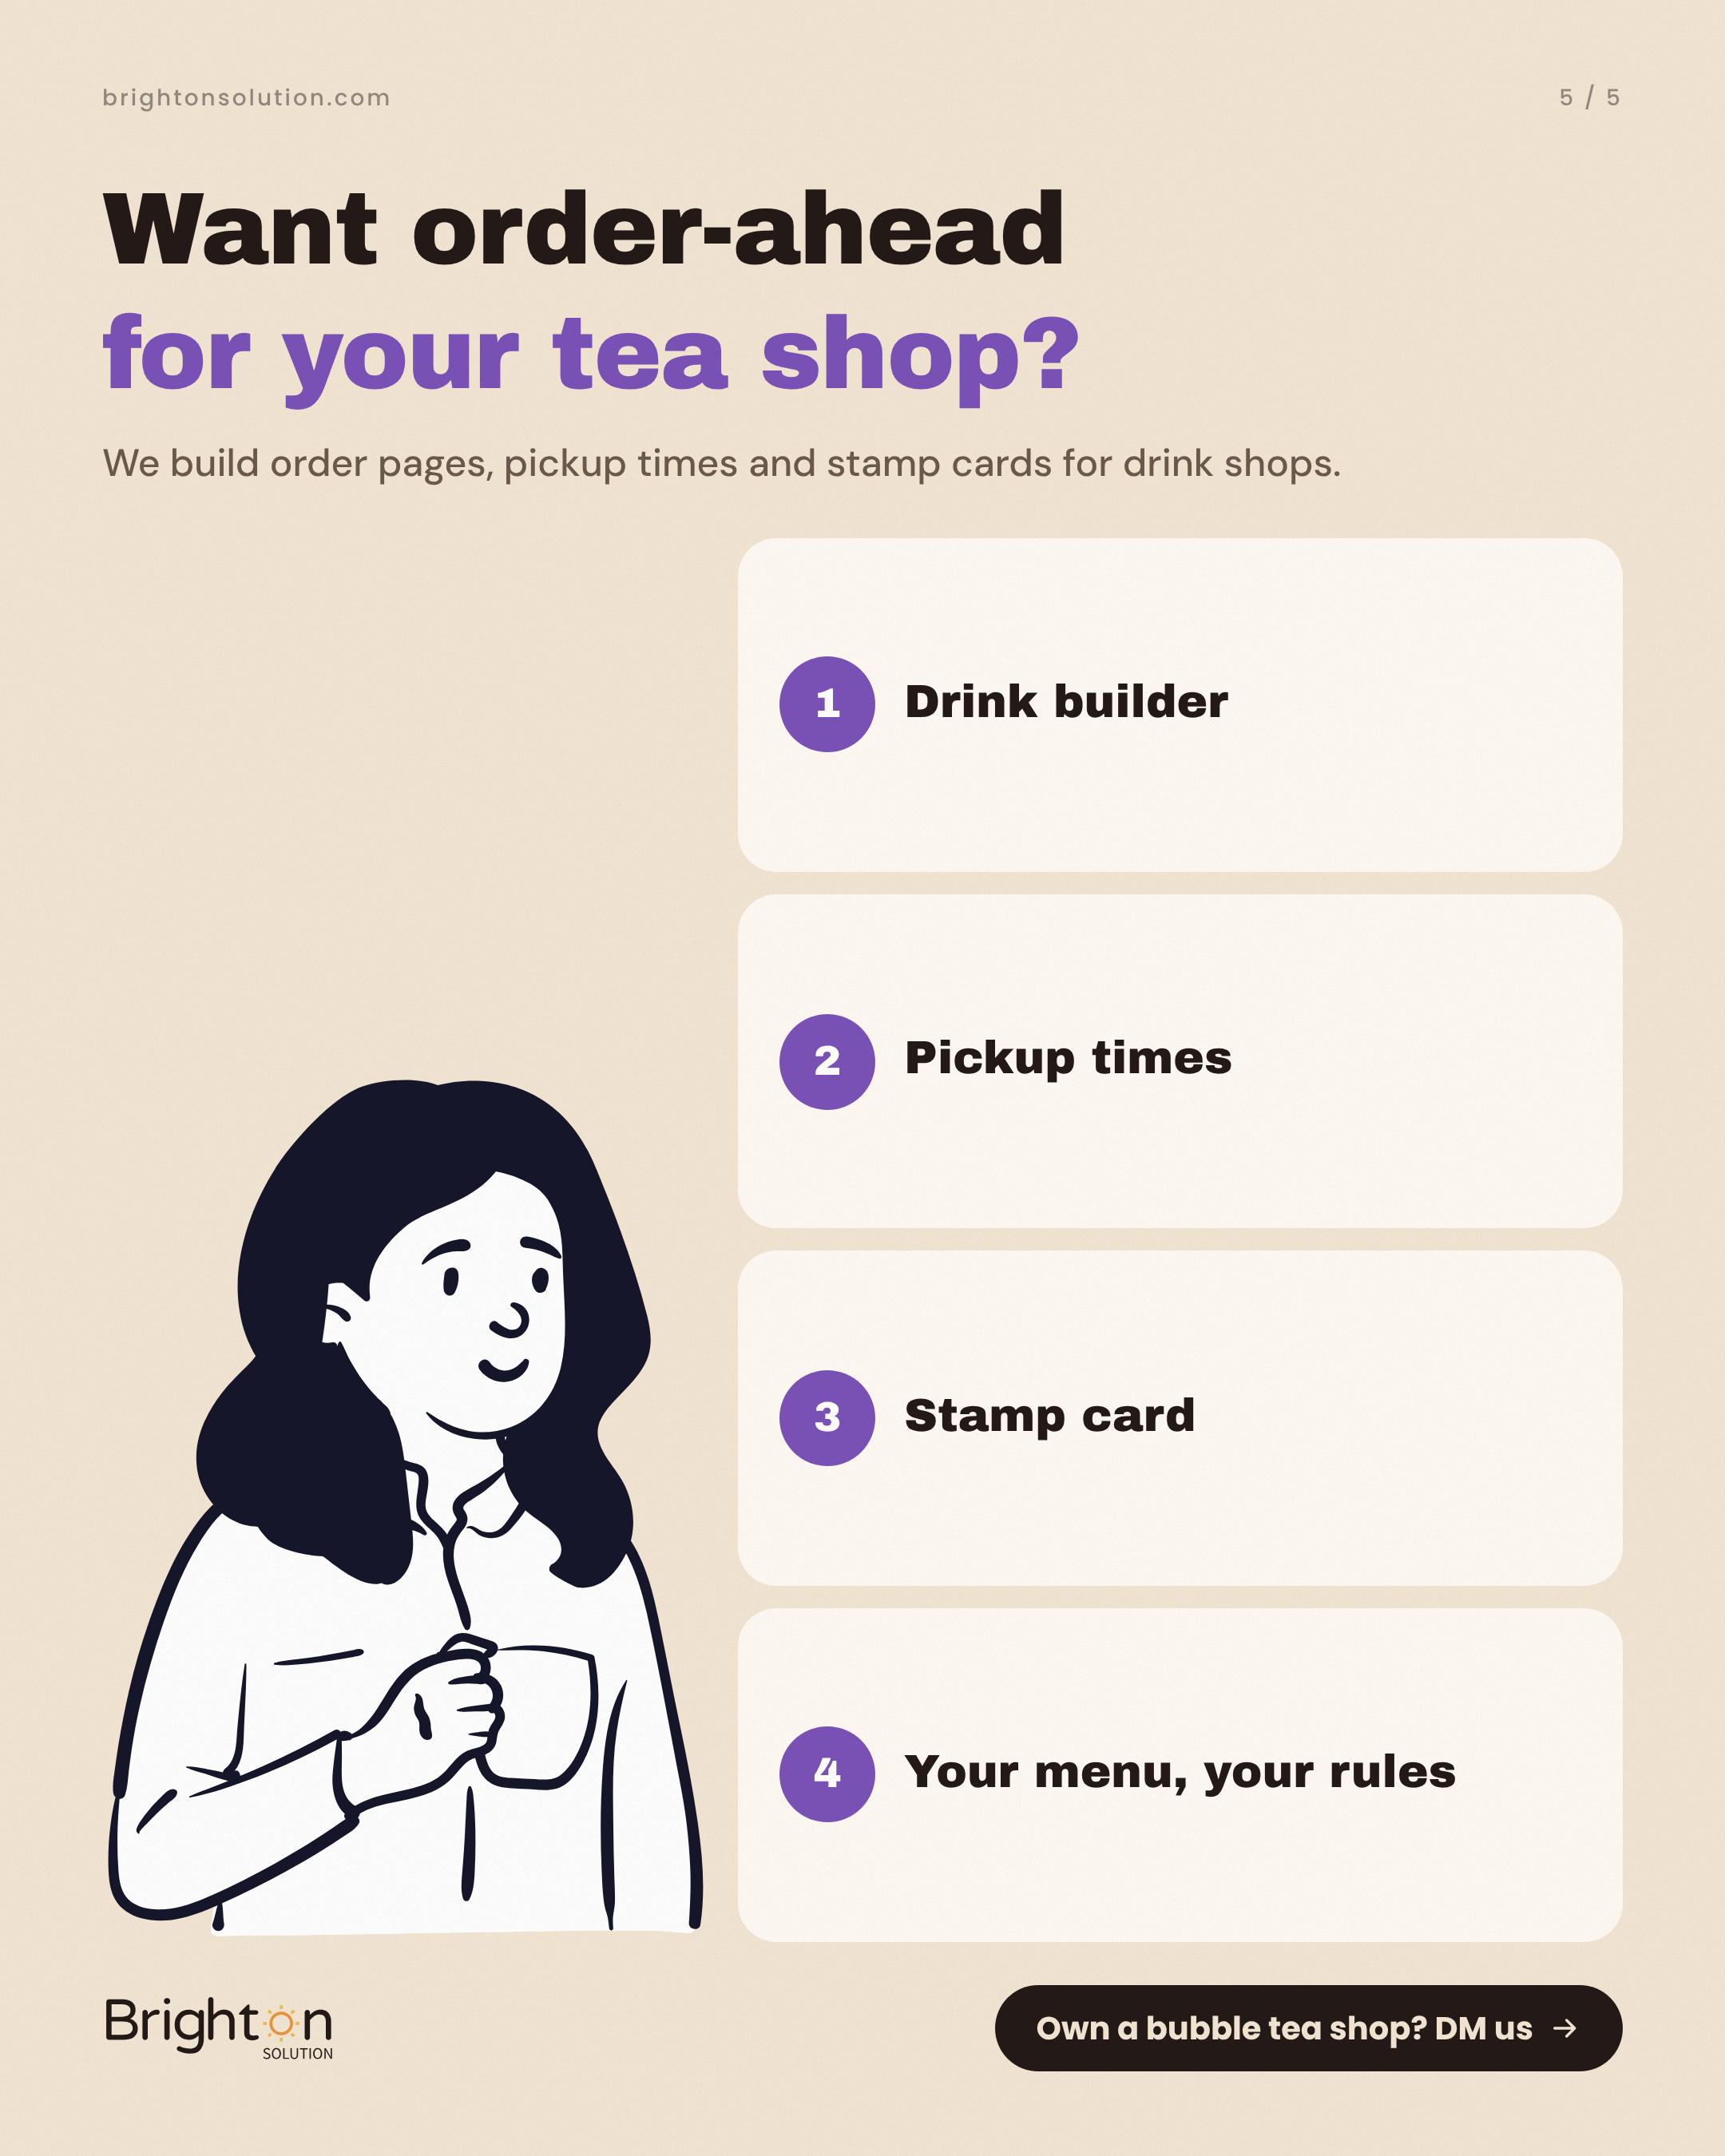 brightonsolution.com
5 / 5
Want order-ahead
for your tea shop?
We build order pages, pickup times and stamp cards for drink shops.
1 Drink builder
2 Pickup times
3 Stamp card
4 Your menu, your rules
Brighton
SOLUTION
Own a bubble tea shop? DM us →